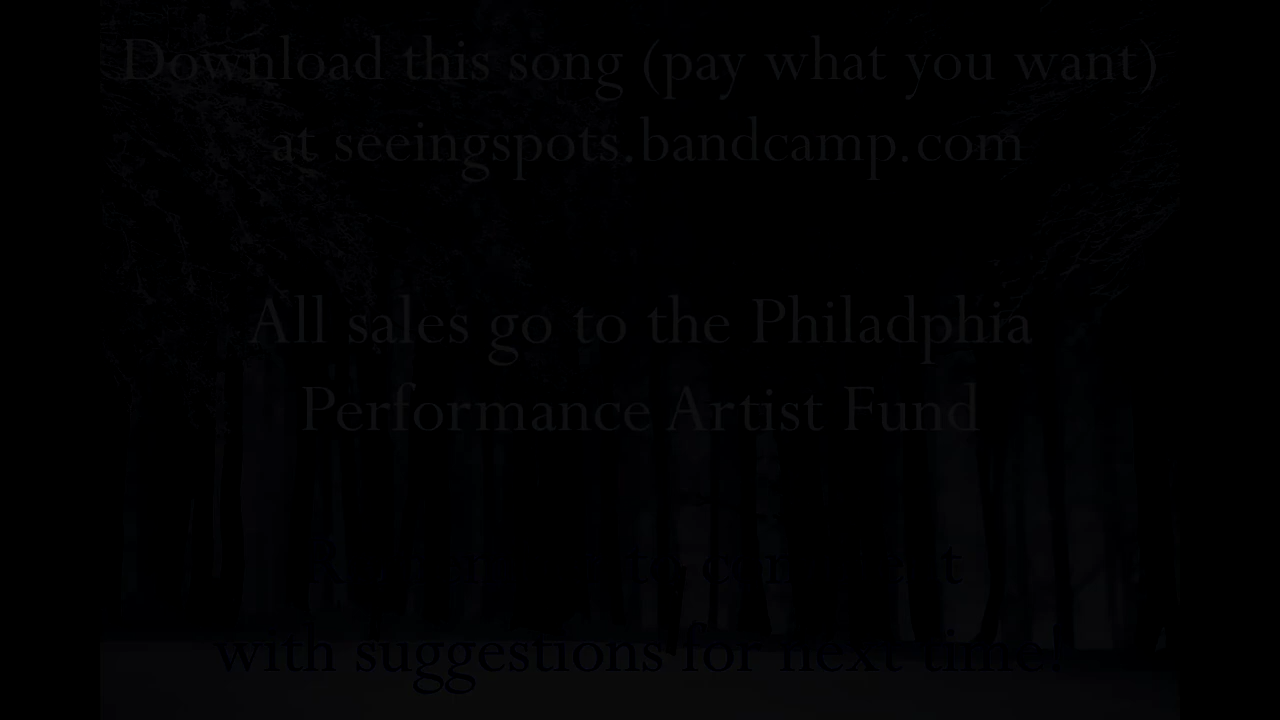 Download this song (pay what you want)
at seeingspots.bandcamp.com
All sales go to the Philadphia
Performance Artist Fund
with suggestions for next time!